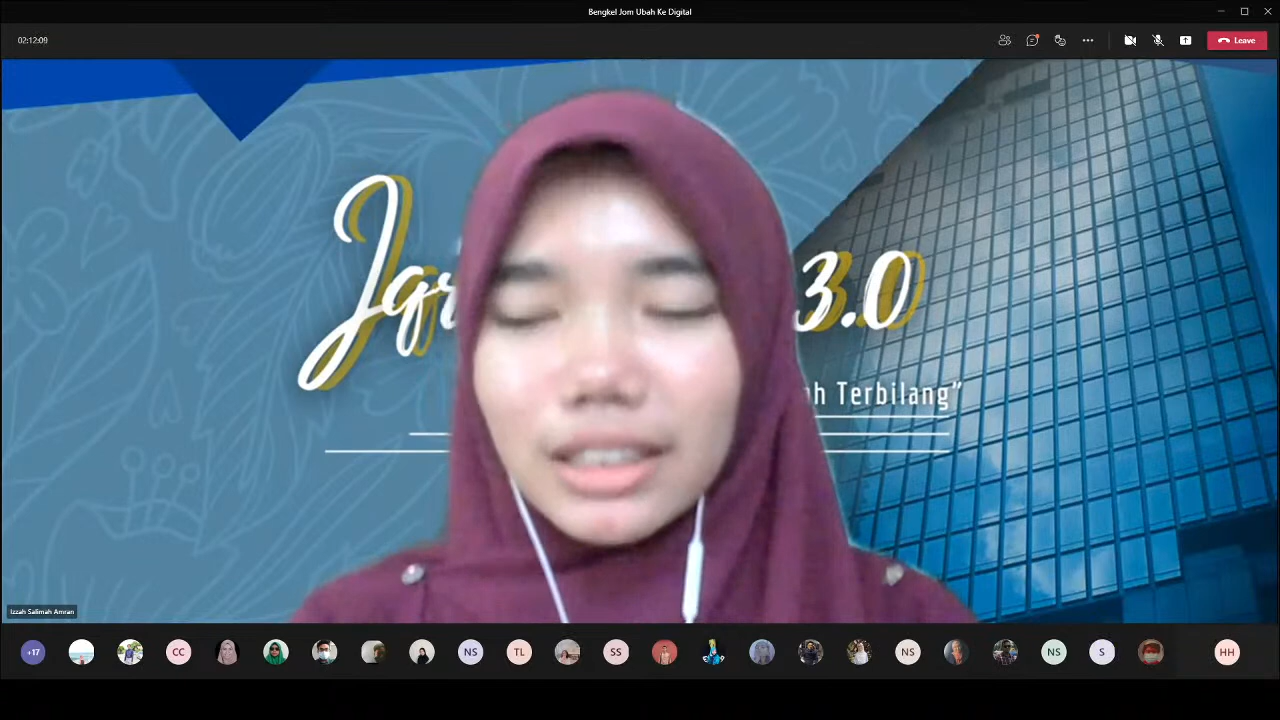 Bengkel Jom Ubah Ke Digital
02:12:09
Leave
3.0
Terbilang"
Izzah Salimah Amran
+17
CC
NS
TL
SS
NS
NS
S
HH